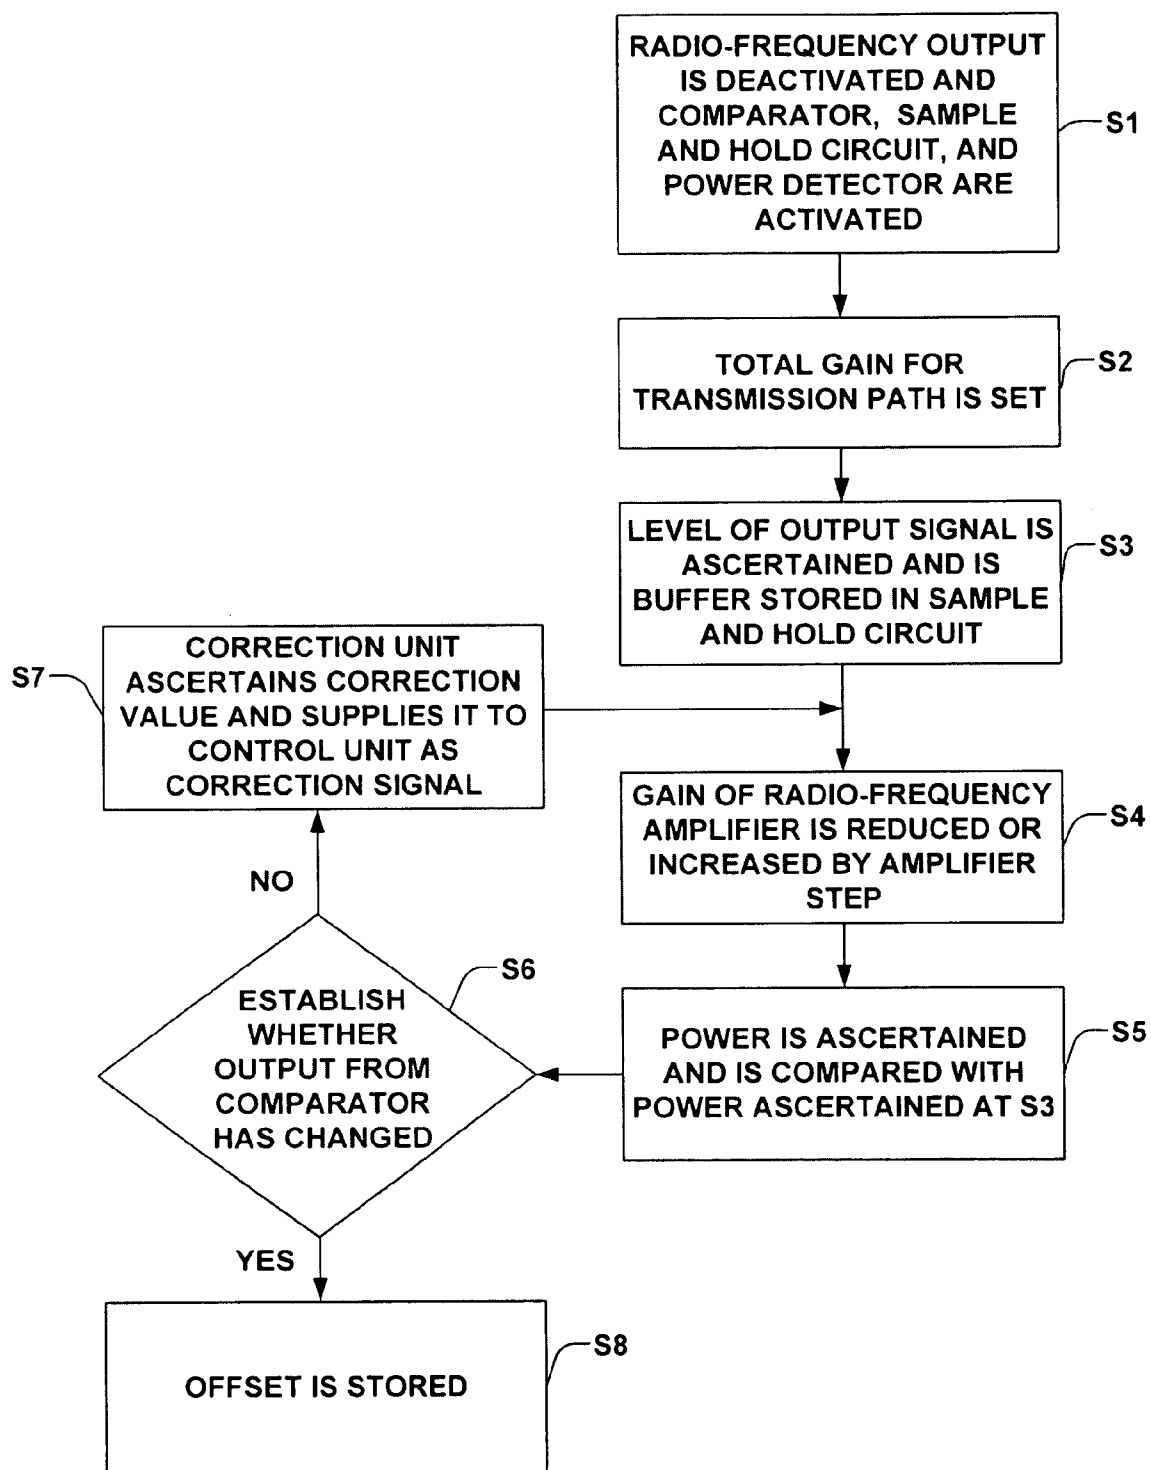 RADIO-FREQUENCY OUTPUT
IS DEACTIVATED AND
COMPARATOR, SAMPLE
AND HOLD CIRCUIT, AND
POWER DETECTOR ARE
ACTIVATED
S1
TOTAL GAIN FOR
TRANSMISSION PATH IS SET
S2
LEVEL OF OUTPUT SIGNAL IS
ASCERTAINED AND IS
BUFFER STORED IN SAMPLE
AND HOLD CIRCUIT
S3
GAIN OF RADIO-FREQUENCY
AMPLIFIER IS REDUCED OR
INCREASED BY AMPLIFIER
STEP
S4
POWER IS ASCERTAINED
AND IS COMPARED WITH
POWER ASCERTAINED AT S3
S5
ESTABLISH
WHETHER
OUTPUT FROM
COMPARATOR
HAS CHANGED
S6
NO
CORRECTION UNIT
ASCERTAINS CORRECTION
VALUE AND SUPPLIES IT TO
CONTROL UNIT AS
CORRECTION SIGNAL
S7
YES
OFFSET IS STORED
S8